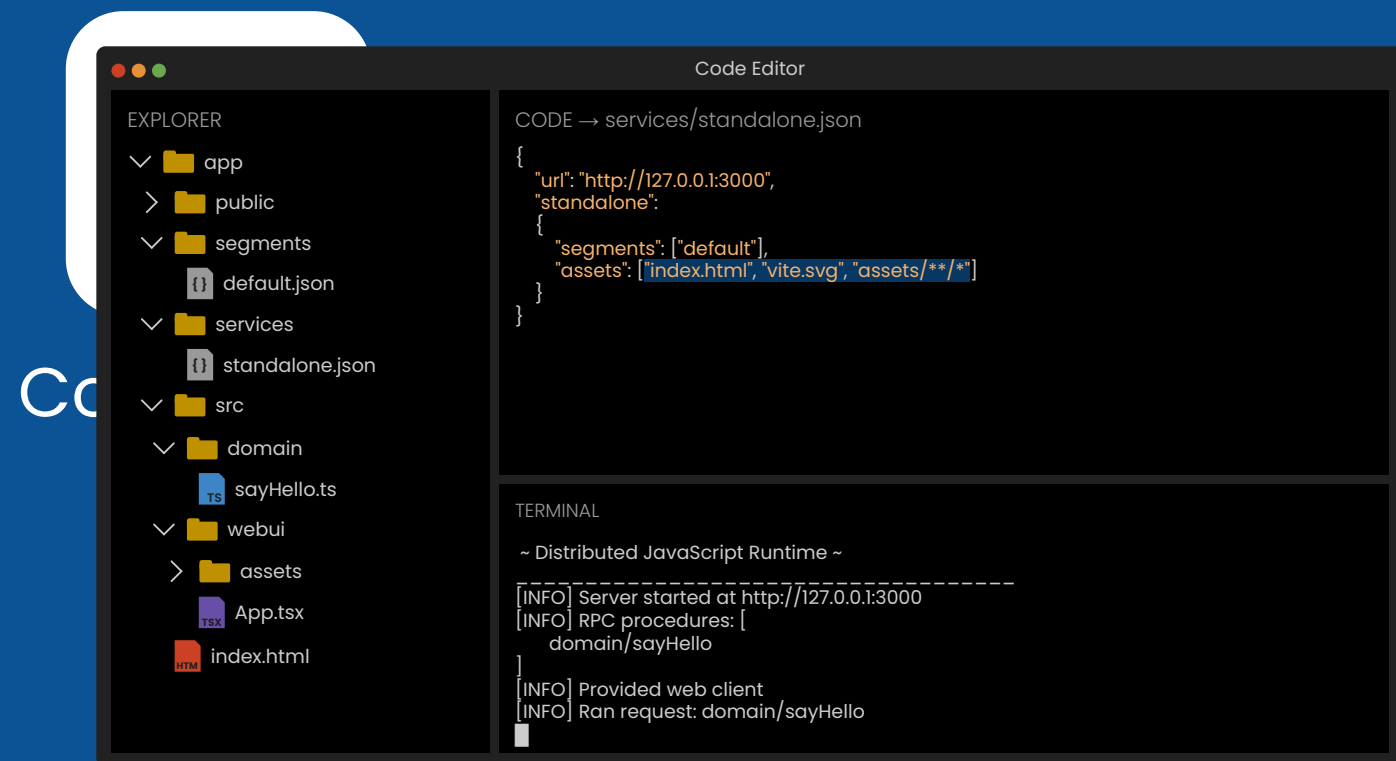 Code Editor
EXPLORER
app
public
segments
{} default.json
services
{} standalone.json
src
domain
TS sayHello.ts
webui
assets
TSX App.tsx
HTM index.html
CODE → services/standalone.json
{
"url": "http://127.0.0.1:3000",
"standalone":
{
"segments": ["default"],
"assets": ["index.html", "vite.svg", "assets/**/*"]
}
}
TERMINAL
~ Distributed JavaScript Runtime ~
____________________________________
[INFO] Server started at http://127.0.0.1:3000
[INFO] RPC procedures: [
domain/sayHello
]
[INFO] Provided web client
[INFO] Ran request: domain/sayHello